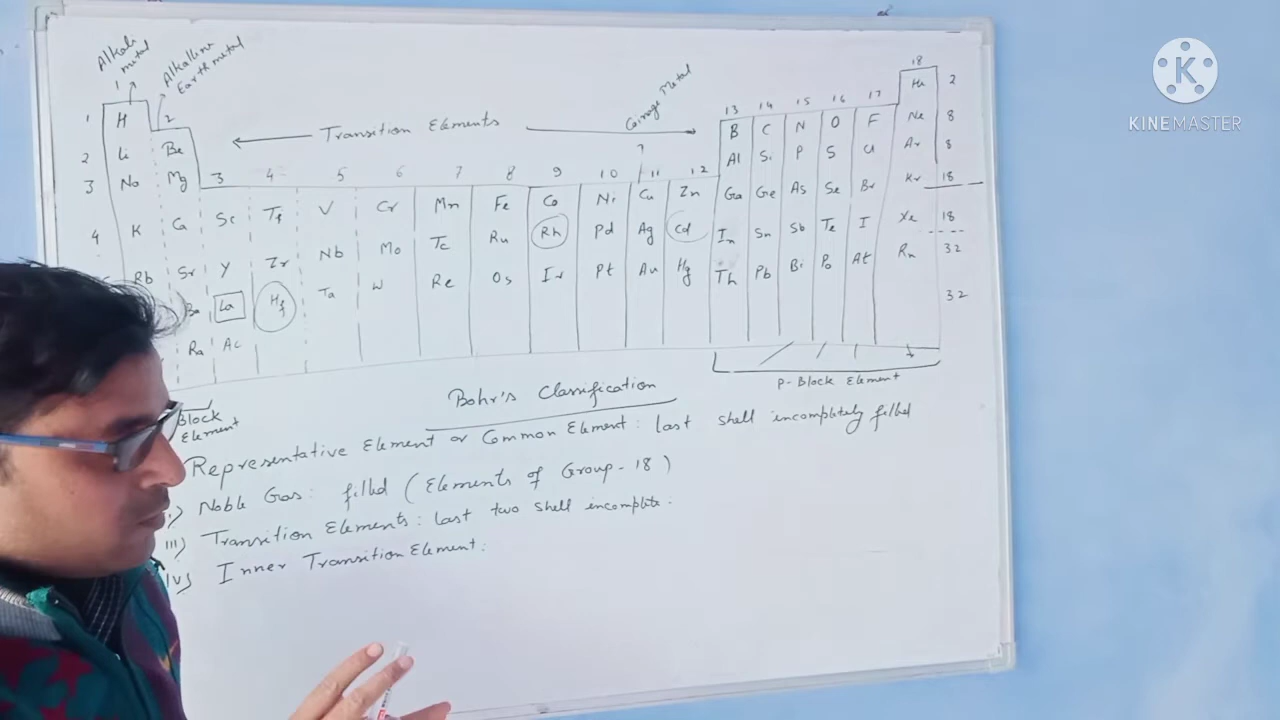 Alkali metal
Alkaline Earth metal
K
KINEMASTER
18
1 2 13 14 15 16 17
← Transition Elements → Coinage Metal
1 H B C N O F He 2
2 Li Be Al Si P S Cl Ne 8
3 Na Mg 3 4 5 6 7 8 9 10 11 12 Ar 8
4 K Ca Sc V Cr Mn Fe Co Ni Cu Zn Ga Ge As Se Br Kr 18
Rb Sr Y Zr Nb Mo Tc Ru Rh Pd Ag Cd In Sn Sb Te I Xe 18
Ba La Hf Ta W Re Os Ir Pt Au Hg Th Pb Bi Po At Rn 32
Ra Ac 32
Block Element
P-Block Element
Bohr's Classification
Representative Element or Common Element: last shell incompletely filled
Noble Gas: filled (Elements of Group-18)
iii) Transition Elements: last two shell incomplete.
iv) Inner Transition Element: